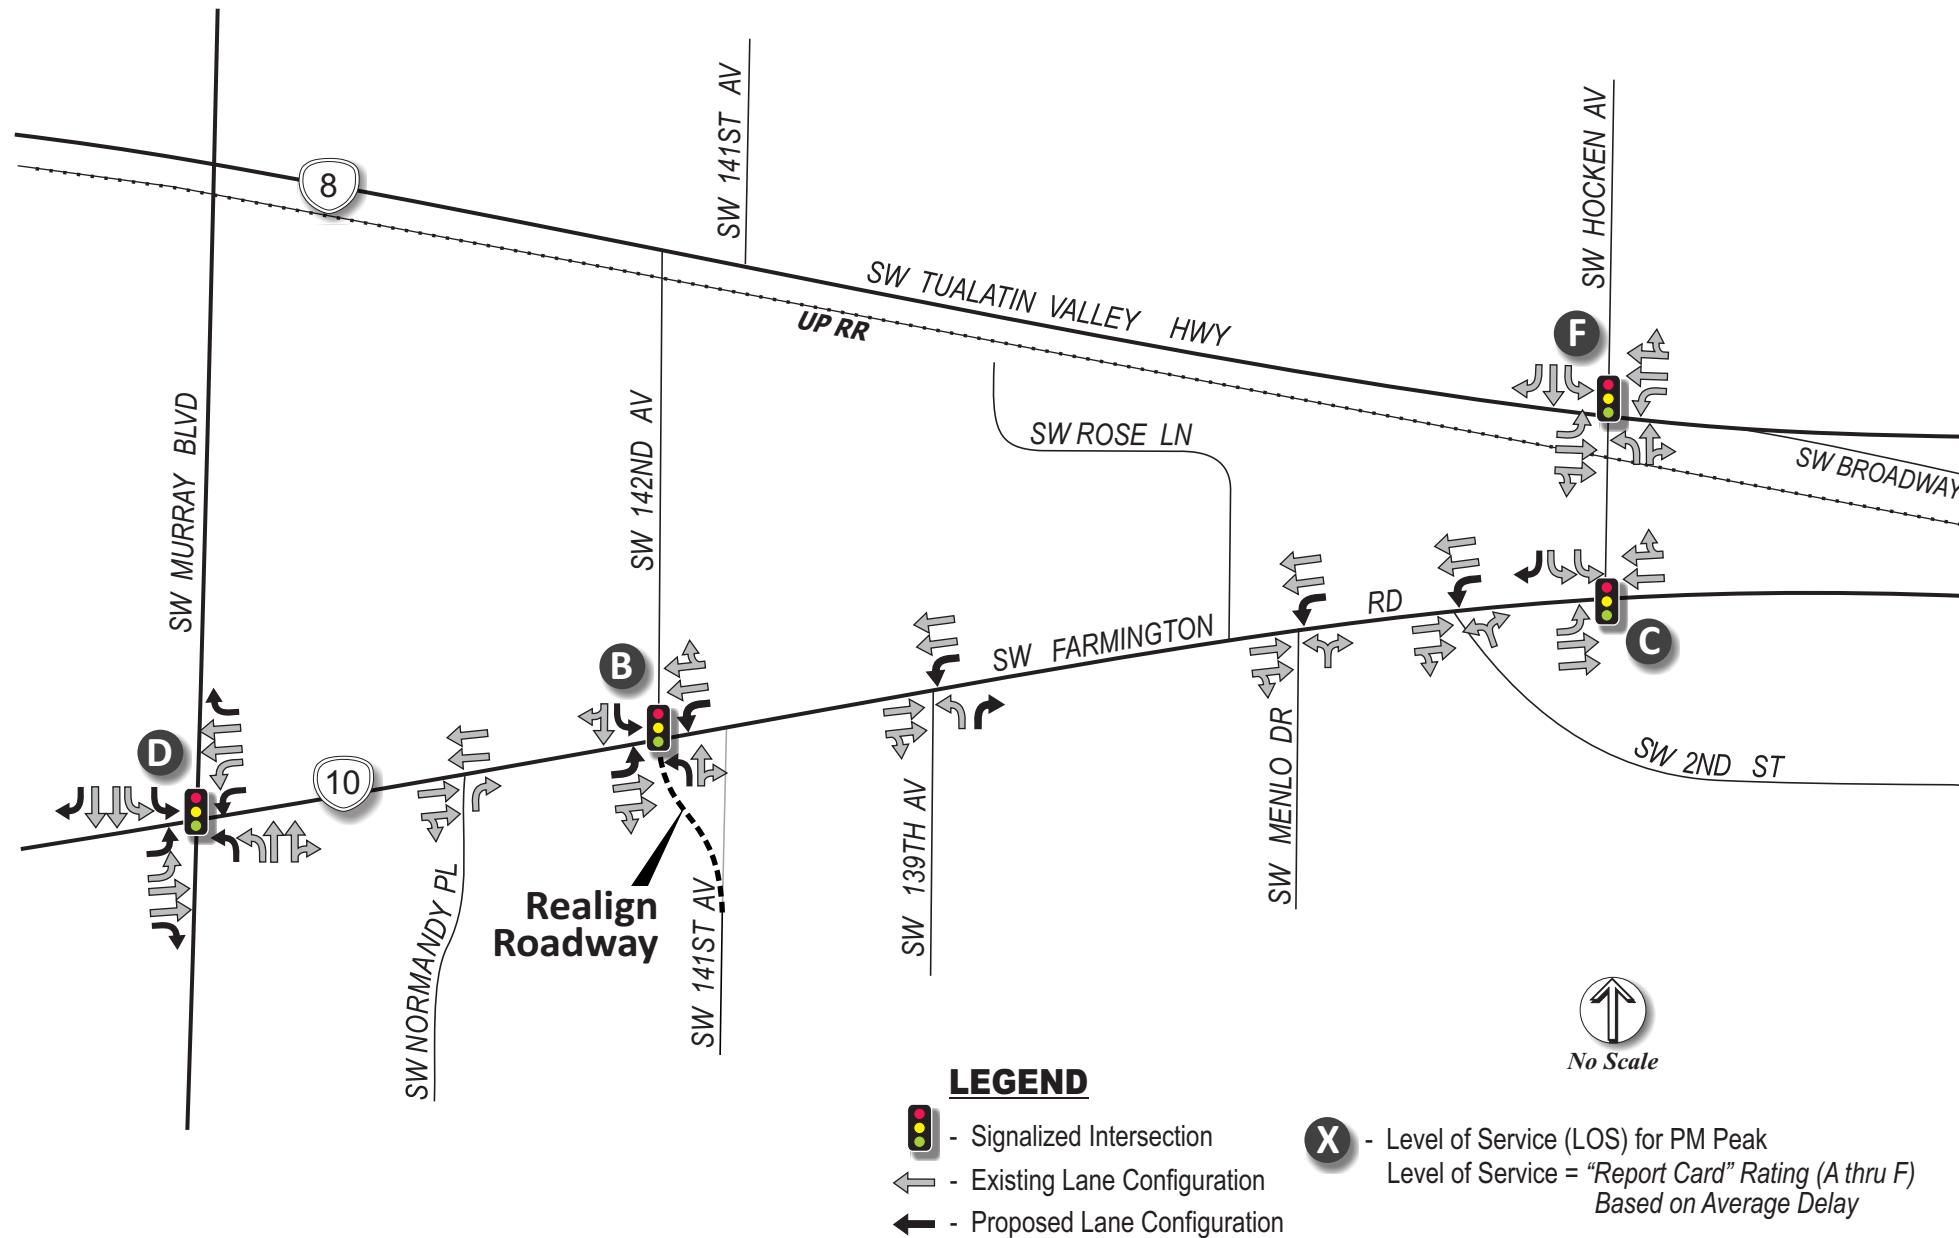 SW 141ST AV
SW HOCKEN AV
8
SW TUALATIN VALLEY HWY
UP RR
F
SW MURRAY BLVD
SW 142ND AV
SW ROSE LN
SW BROADWAY
SW FARMINGTON RD
B
C
D
10
SW 2ND ST
SW MENLO DR
SW 139TH AV
SW NORMANDY PL
Realign
Roadway
SW 141ST AV
No Scale
LEGEND
- Signalized Intersection
- Existing Lane Configuration
- Proposed Lane Configuration
X - Level of Service (LOS) for PM Peak
Level of Service = “Report Card” Rating (A thru F)
Based on Average Delay